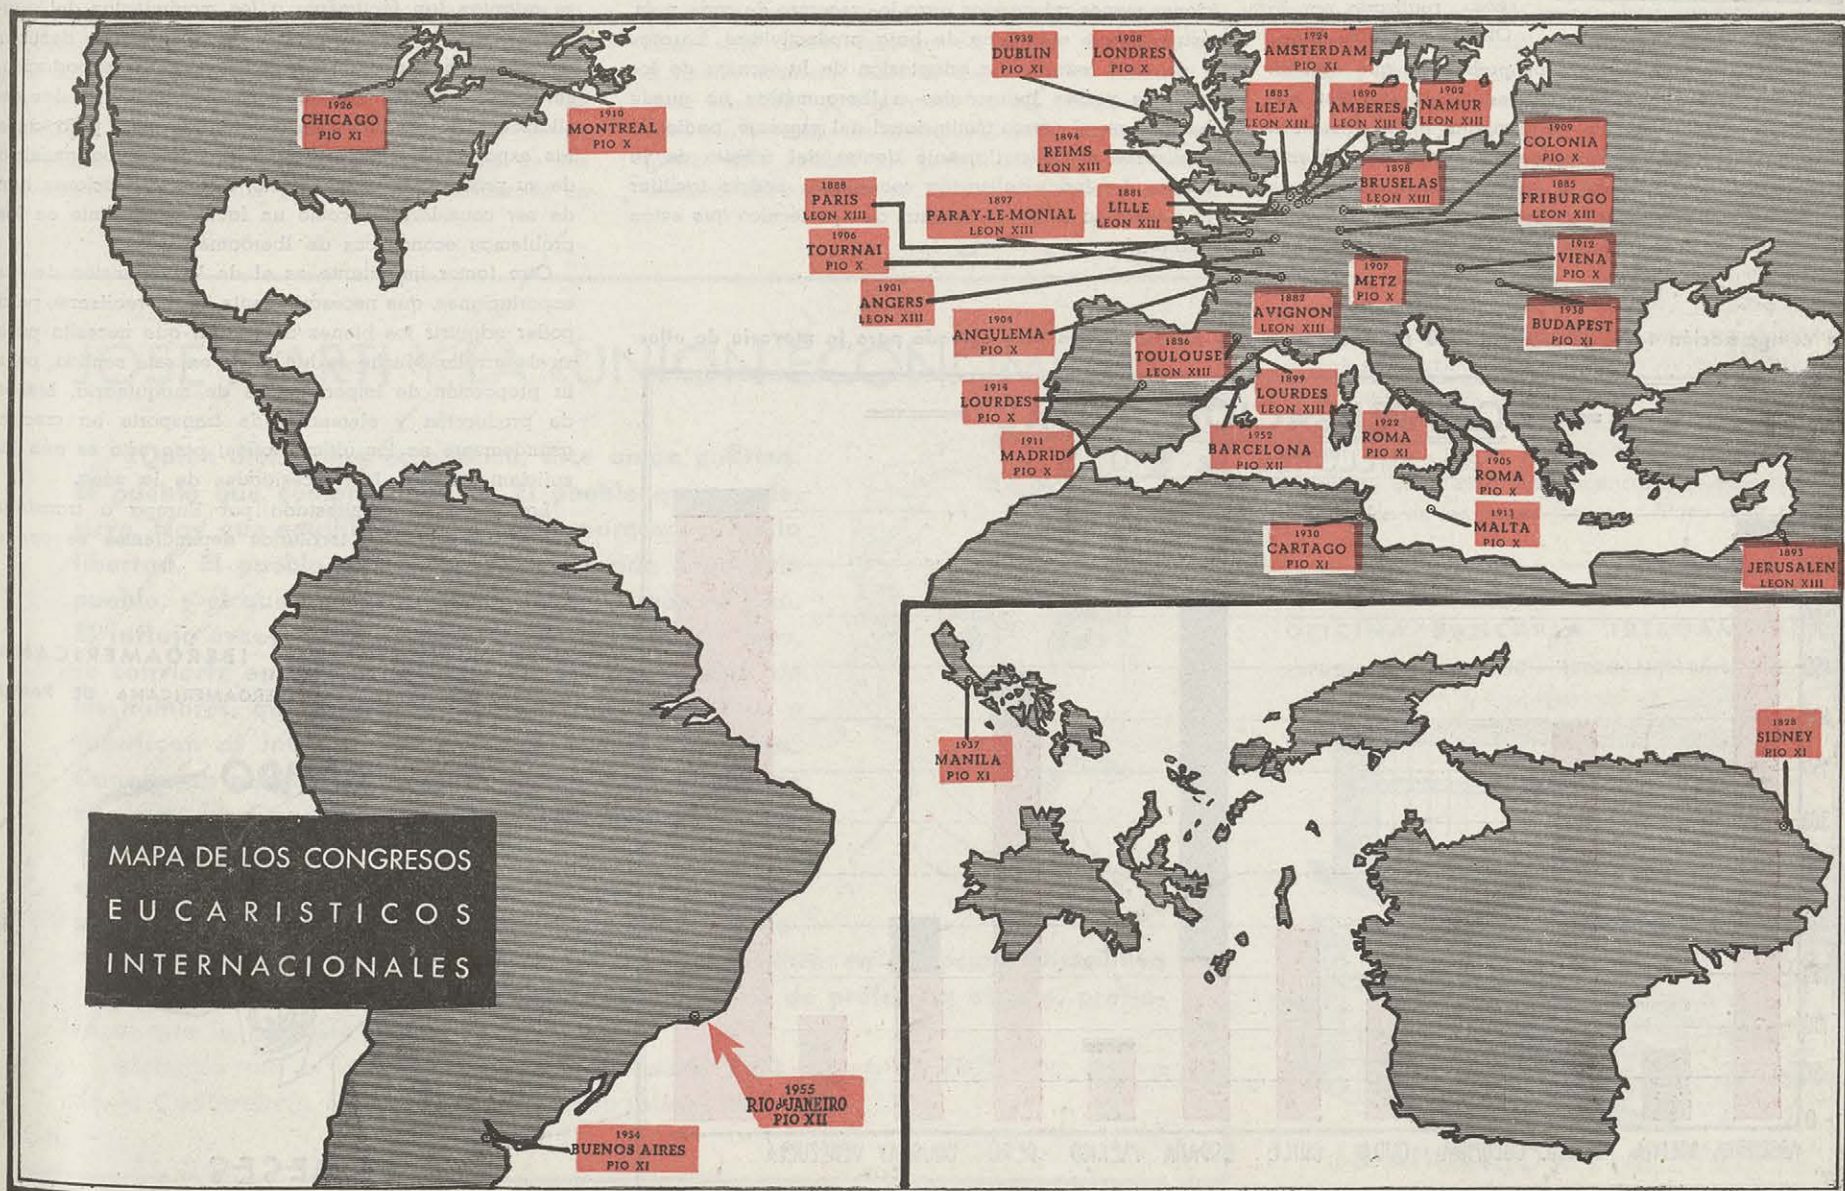 1926
CHICAGO
PIO XI
1910
MONTREAL
PIO X
1932
DUBLIN
PIO XI
1908
LONDRES
PIO X
1924
AMSTERDAM
PIO XI
1883
LIEJA
LEON XIII
1890
AMBERES
LEON XIII
1902
NAMUR
LEON XIII
1909
COLONIA
PIO X
1894
REIMS
LEON XIII
1898
BRUSELAS
LEON XIII
1885
FRIBURGO
LEON XIII
1888
PARIS
LEON XIII
1897
PARAY-LE-MONIAL
LEON XIII
1881
LILLE
LEON XIII
1906
TOURNAI
PIO X
1912
VIENA
PIO X
1907
METZ
PIO X
1901
ANGERS
LEON XIII
1882
AVIGNON
LEON XIII
1938
BUDAPEST
PIO XI
1904
ANGULEMA
PIO X
1886
TOULOUSE
LEON XIII
1914
LOURDES
PIO X
1899
LOURDES
LEON XIII
1911
MADRID
PIO X
1952
BARCELONA
PIO XII
1922
ROMA
PIO XI
1905
ROMA
PIO X
1913
MALTA
PIO X
1930
CARTAGO
PIO XI
1893
JERUSALEN
LEON XIII
1937
MANILA
PIO XI
1828
SIDNEY
PIO XI
MAPA DE LOS CONGRESOS
EUCARISTICOS
INTERNACIONALES
1955
RIO de JANEIRO
PIO XII
1934
BUENOS AIRES
PIO XI